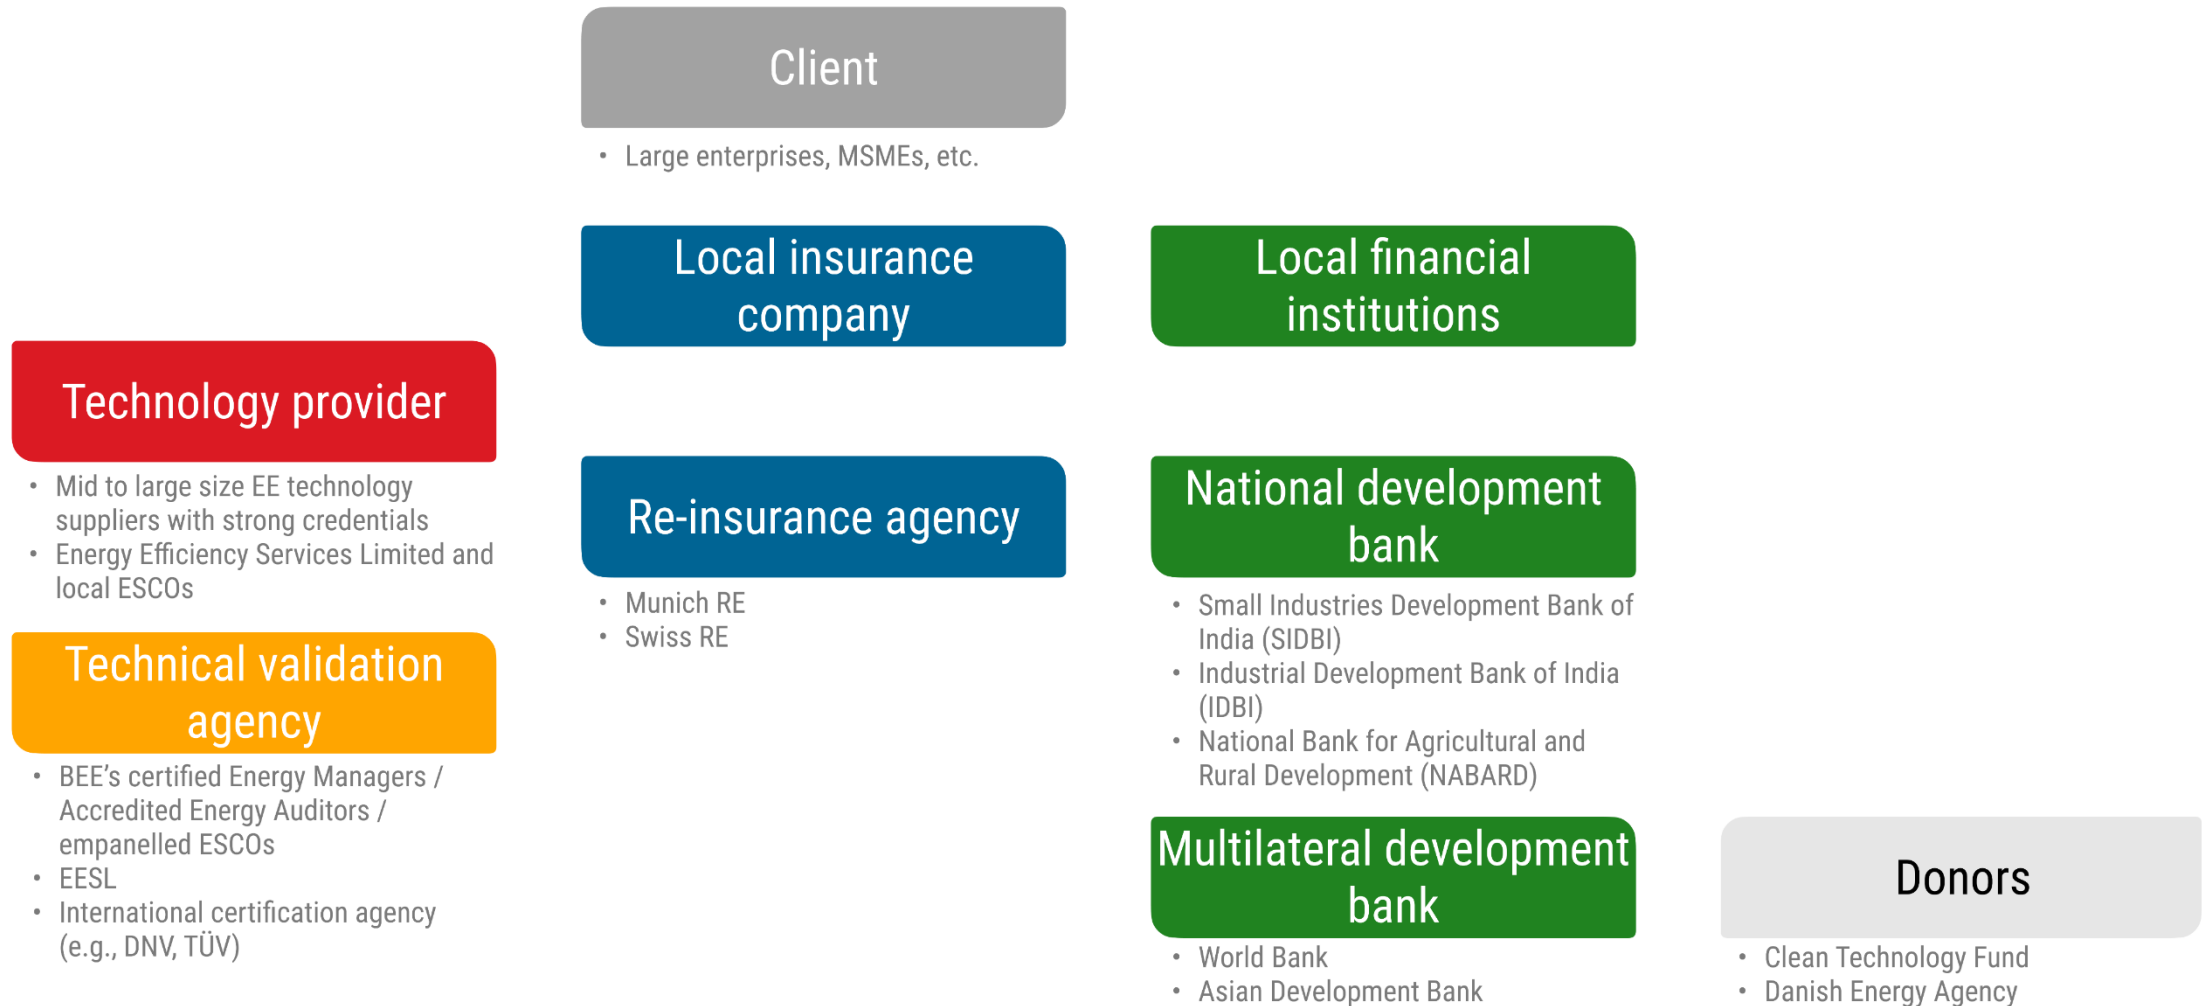 Client
• Large enterprises, MSMEs, etc.
Local insurance
company
Local financial
institutions
Technology provider
• Mid to large size EE technology
suppliers with strong credentials
• Energy Efficiency Services Limited and
local ESCOs
Re-insurance agency
• Munich RE
• Swiss RE
National development
bank
• Small Industries Development Bank of
India (SIDBI)
• Industrial Development Bank of India
(IDBI)
• National Bank for Agricultural and
Rural Development (NABARD)
Technical validation
agency
• BEE’s certified Energy Managers /
Accredited Energy Auditors /
empanelled ESCOs
• EESL
• International certification agency
(e.g., DNV, TÜV)
Multilateral development
bank
• World Bank
• Asian Development Bank
Donors
• Clean Technology Fund
• Danish Energy Agency